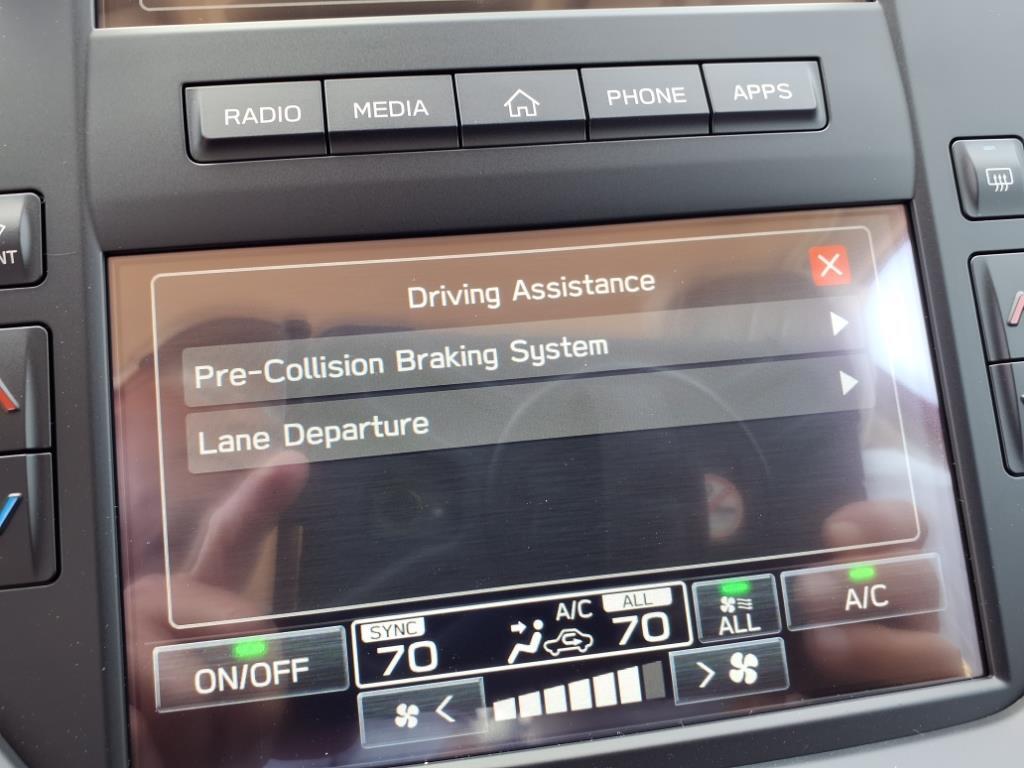 RADIO MEDIA PHONE APPS
NT
Driving Assistance
Pre-Collision Braking System
Lane Departure
ON/OFF
SYNC
70
A/C
ALL
70
ALL
A/C